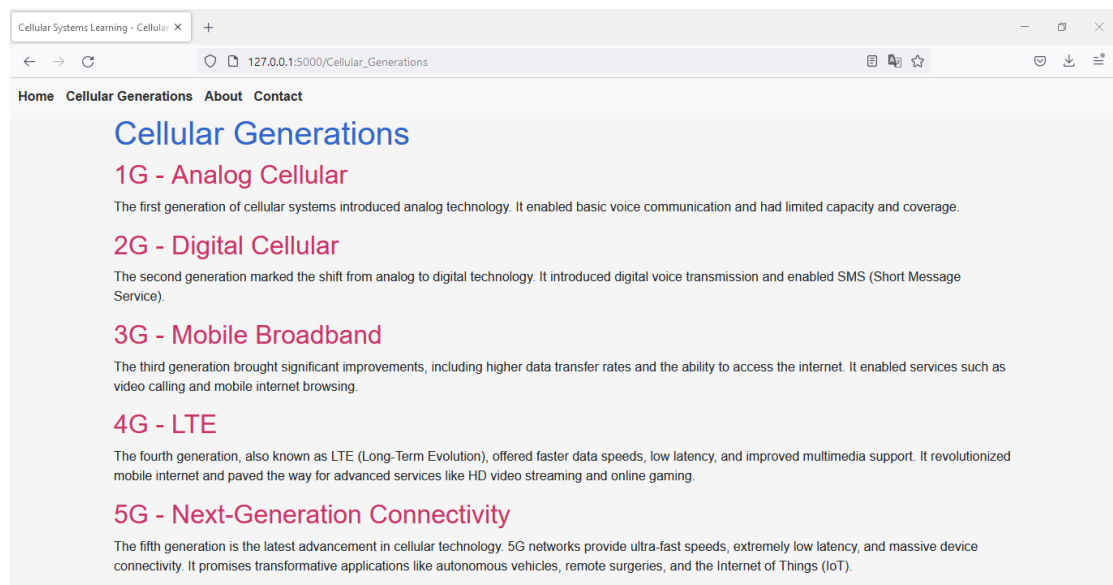 Cellular Systems Learning - Cellular
127.0.0.1:5000/Cellular_Generations
Home Cellular Generations About Contact
Cellular Generations
1G - Analog Cellular
The first generation of cellular systems introduced analog technology. It enabled basic voice communication and had limited capacity and coverage.
2G - Digital Cellular
The second generation marked the shift from analog to digital technology. It introduced digital voice transmission and enabled SMS (Short Message
Service).
3G - Mobile Broadband
The third generation brought significant improvements, including higher data transfer rates and the ability to access the internet. It enabled services such as
video calling and mobile internet browsing.
4G - LTE
The fourth generation, also known as LTE (Long-Term Evolution), offered faster data speeds, low latency, and improved multimedia support. It revolutionized
mobile internet and paved the way for advanced services like HD video streaming and online gaming.
5G - Next-Generation Connectivity
The fifth generation is the latest advancement in cellular technology. 5G networks provide ultra-fast speeds, extremely low latency, and massive device
connectivity. It promises transformative applications like autonomous vehicles, remote surgeries, and the Internet of Things (IoT).